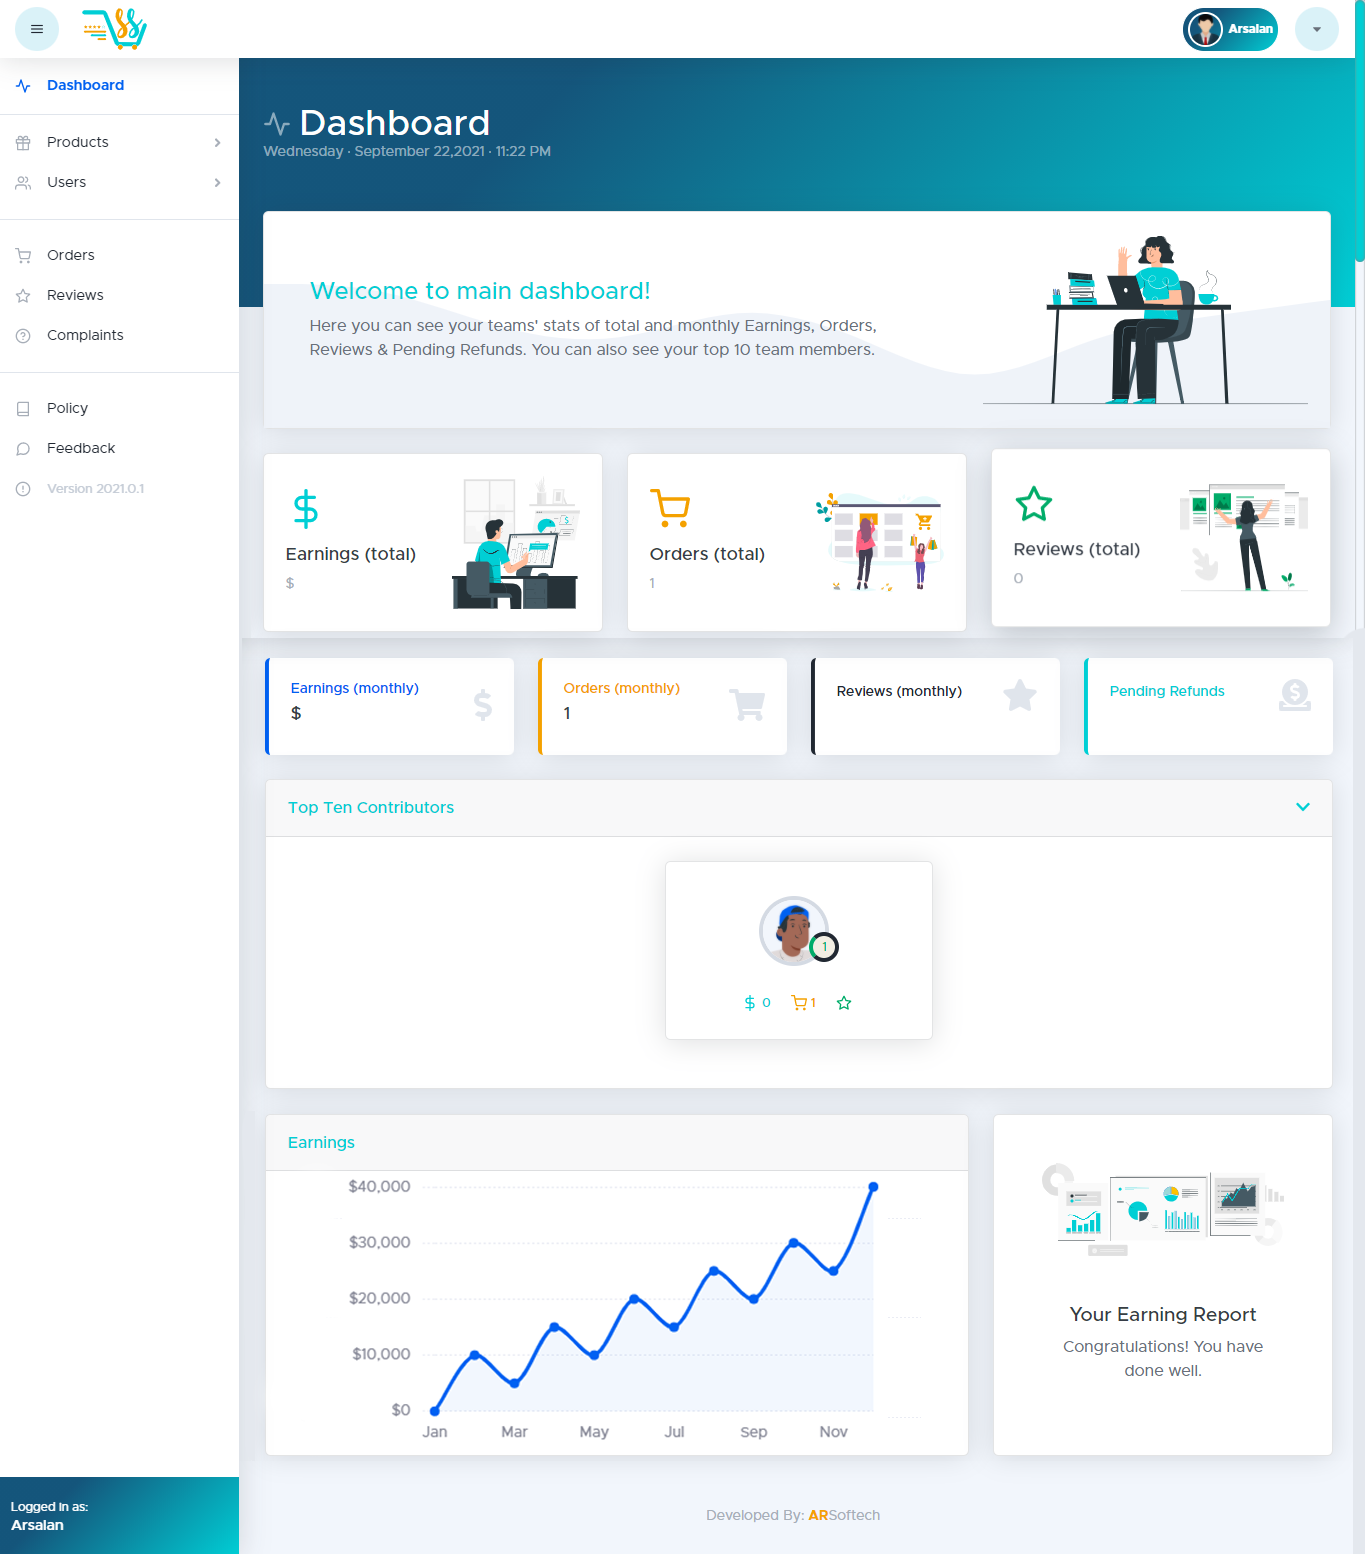 Arsalan
Dashboard
Products
Users
Orders
Reviews
Complaints
Policy
Feedback
Version 2021.0.1
Logged in as:
Arsalan
Dashboard
Wednesday · September 22,2021 · 11:22 PM
Welcome to main dashboard!
Here you can see your teams' stats of total and monthly Earnings, Orders,
Reviews & Pending Refunds. You can also see your top 10 team members.
Earnings (total)
$
Orders (total)
1
Reviews (total)
0
Earnings (monthly)
$
Orders (monthly)
1
Reviews (monthly)
Pending Refunds
Top Ten Contributors
1
$ 0
1
Earnings
$40,000
$30,000
$20,000
$10,000
$0
Jan Mar May Jul Sep Nov
Your Earning Report
Congratulations! You have
done well.
Developed By: ARSoftech